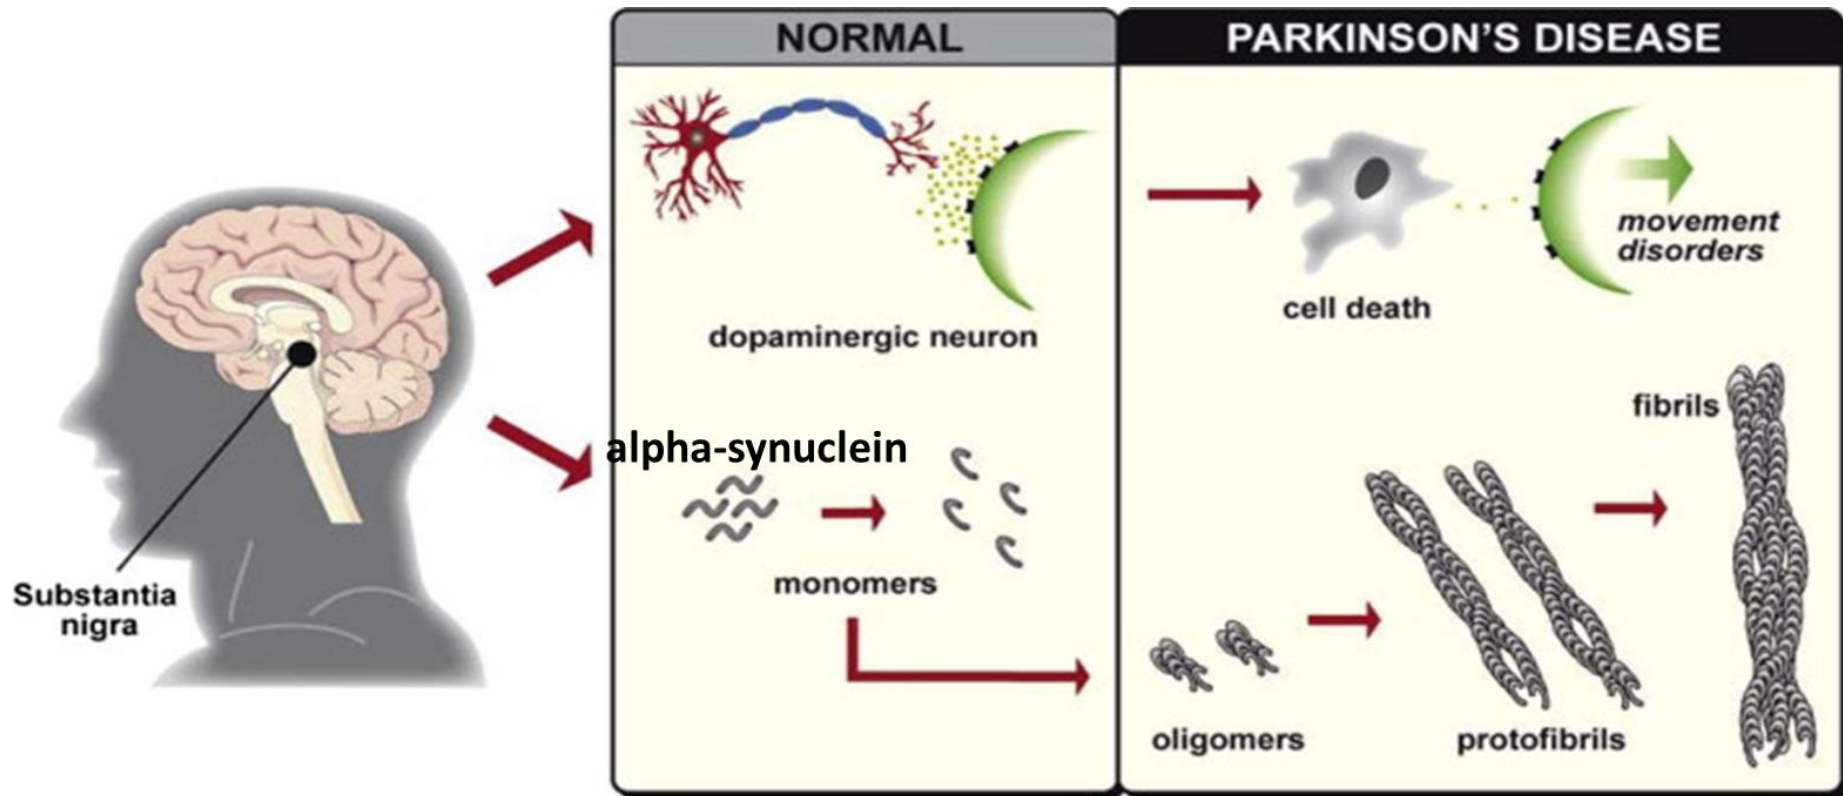 NORMAL
PARKINSON'S DISEASE
movement
disorders
cell death
dopaminergic neuron
fibrils
alpha-synuclein
monomers
Substantia
nigra
oligomers
protofibrils